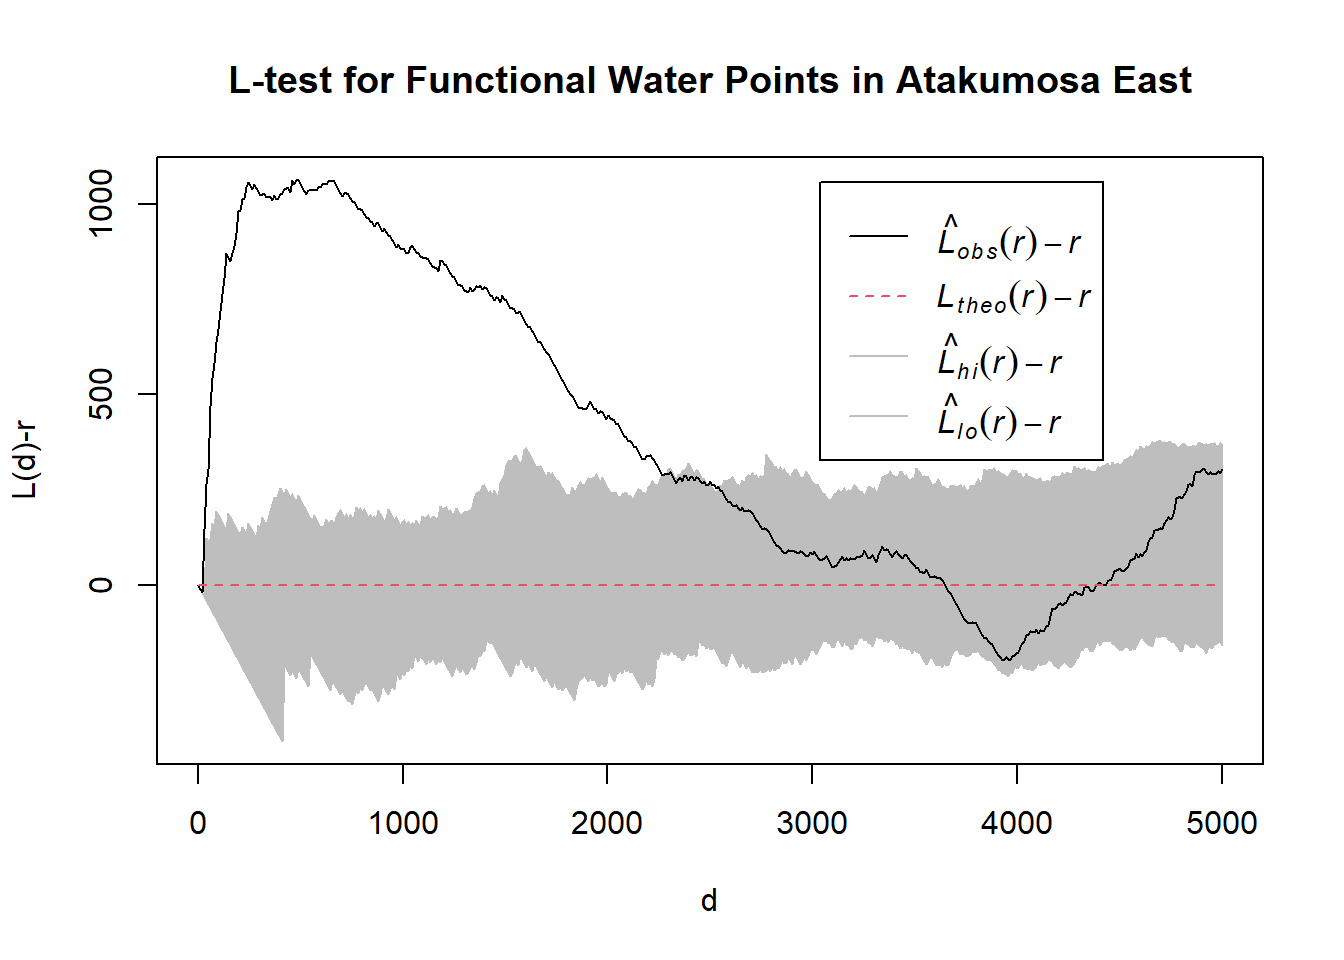 L-test for Functional Water Points in Atakumosa East
L(d)-r
1000
500
0
L̂obs(r) − r
Ltheo(r) − r
L̂hi(r) − r
L̂lo(r) − r
0 1000 2000 3000 4000 5000
d